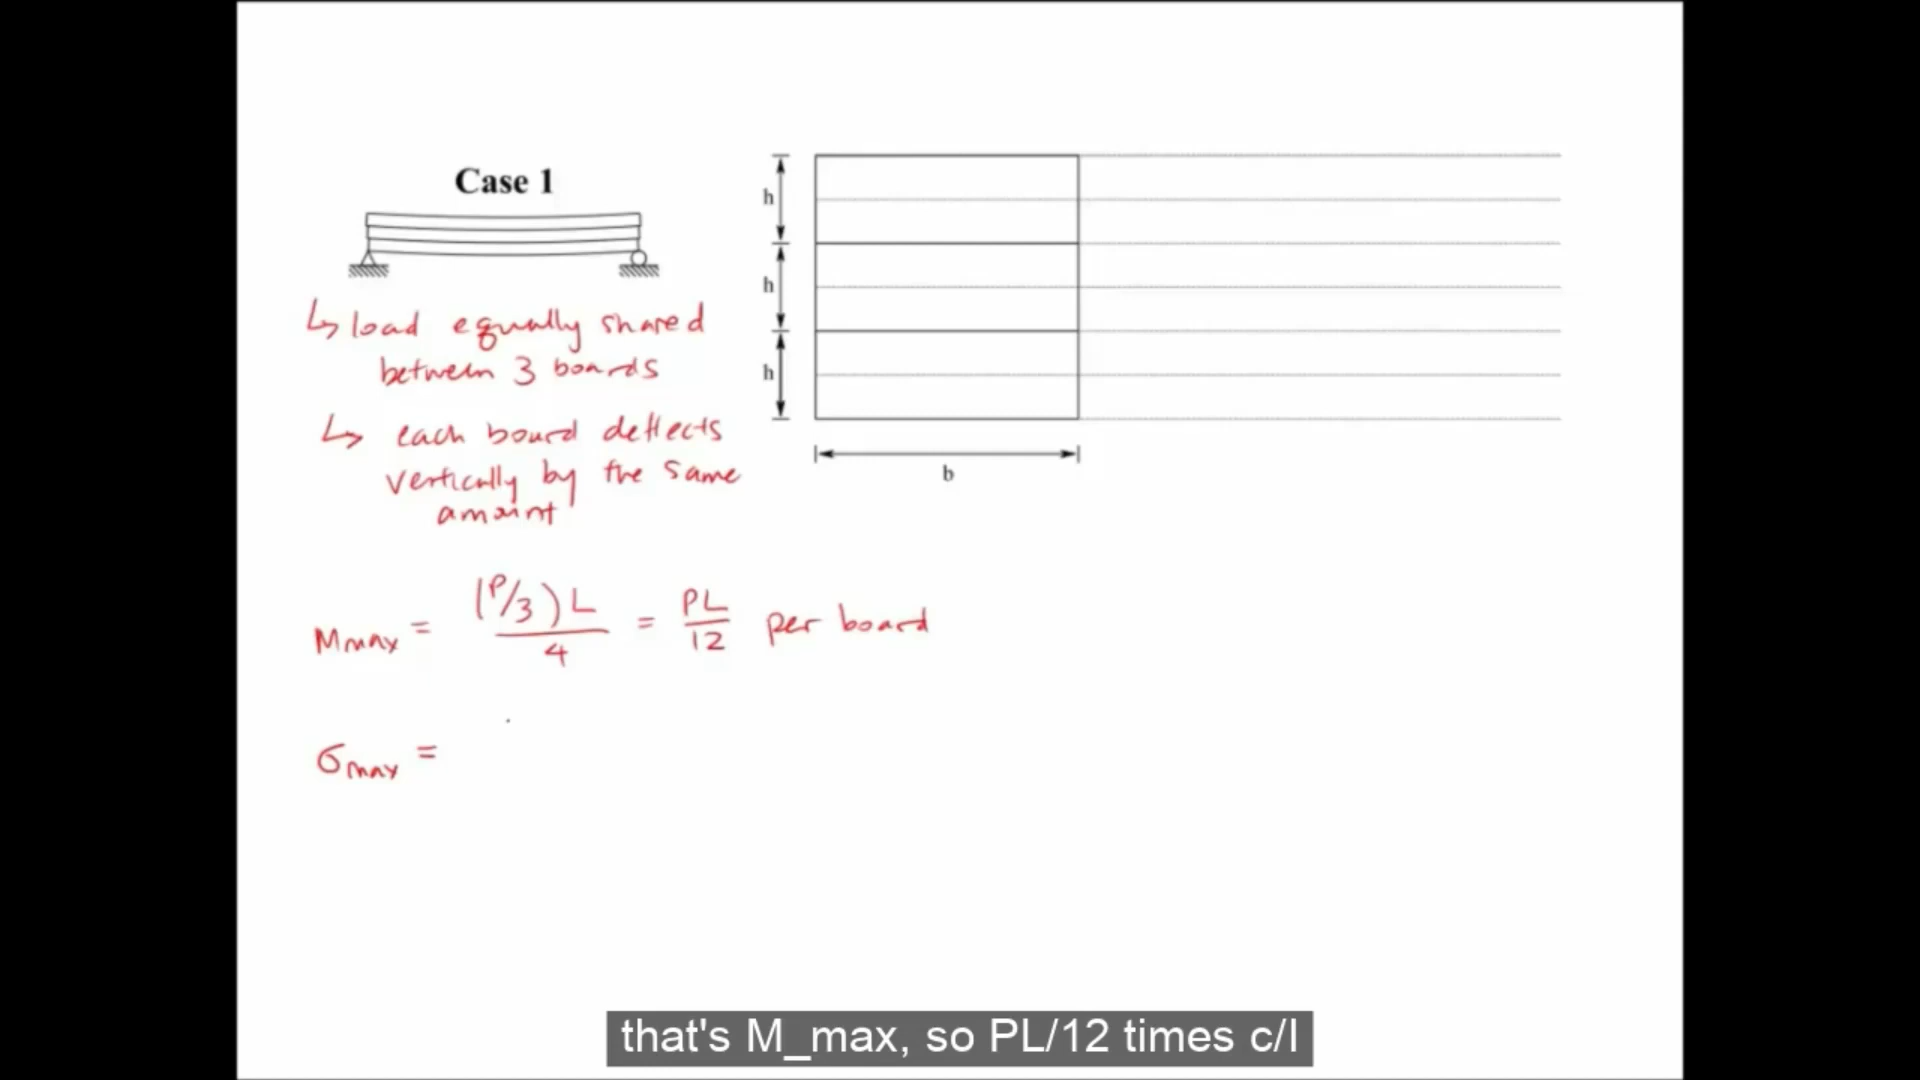 Case 1
h
h
h
b
↳ load equally shared
between 3 boards
↳ each board deflects
vertically by the same
amount
Mmax = (P/3)L/4 = PL/12 per board
σmax =
that's M_max, so PL/12 times c/I